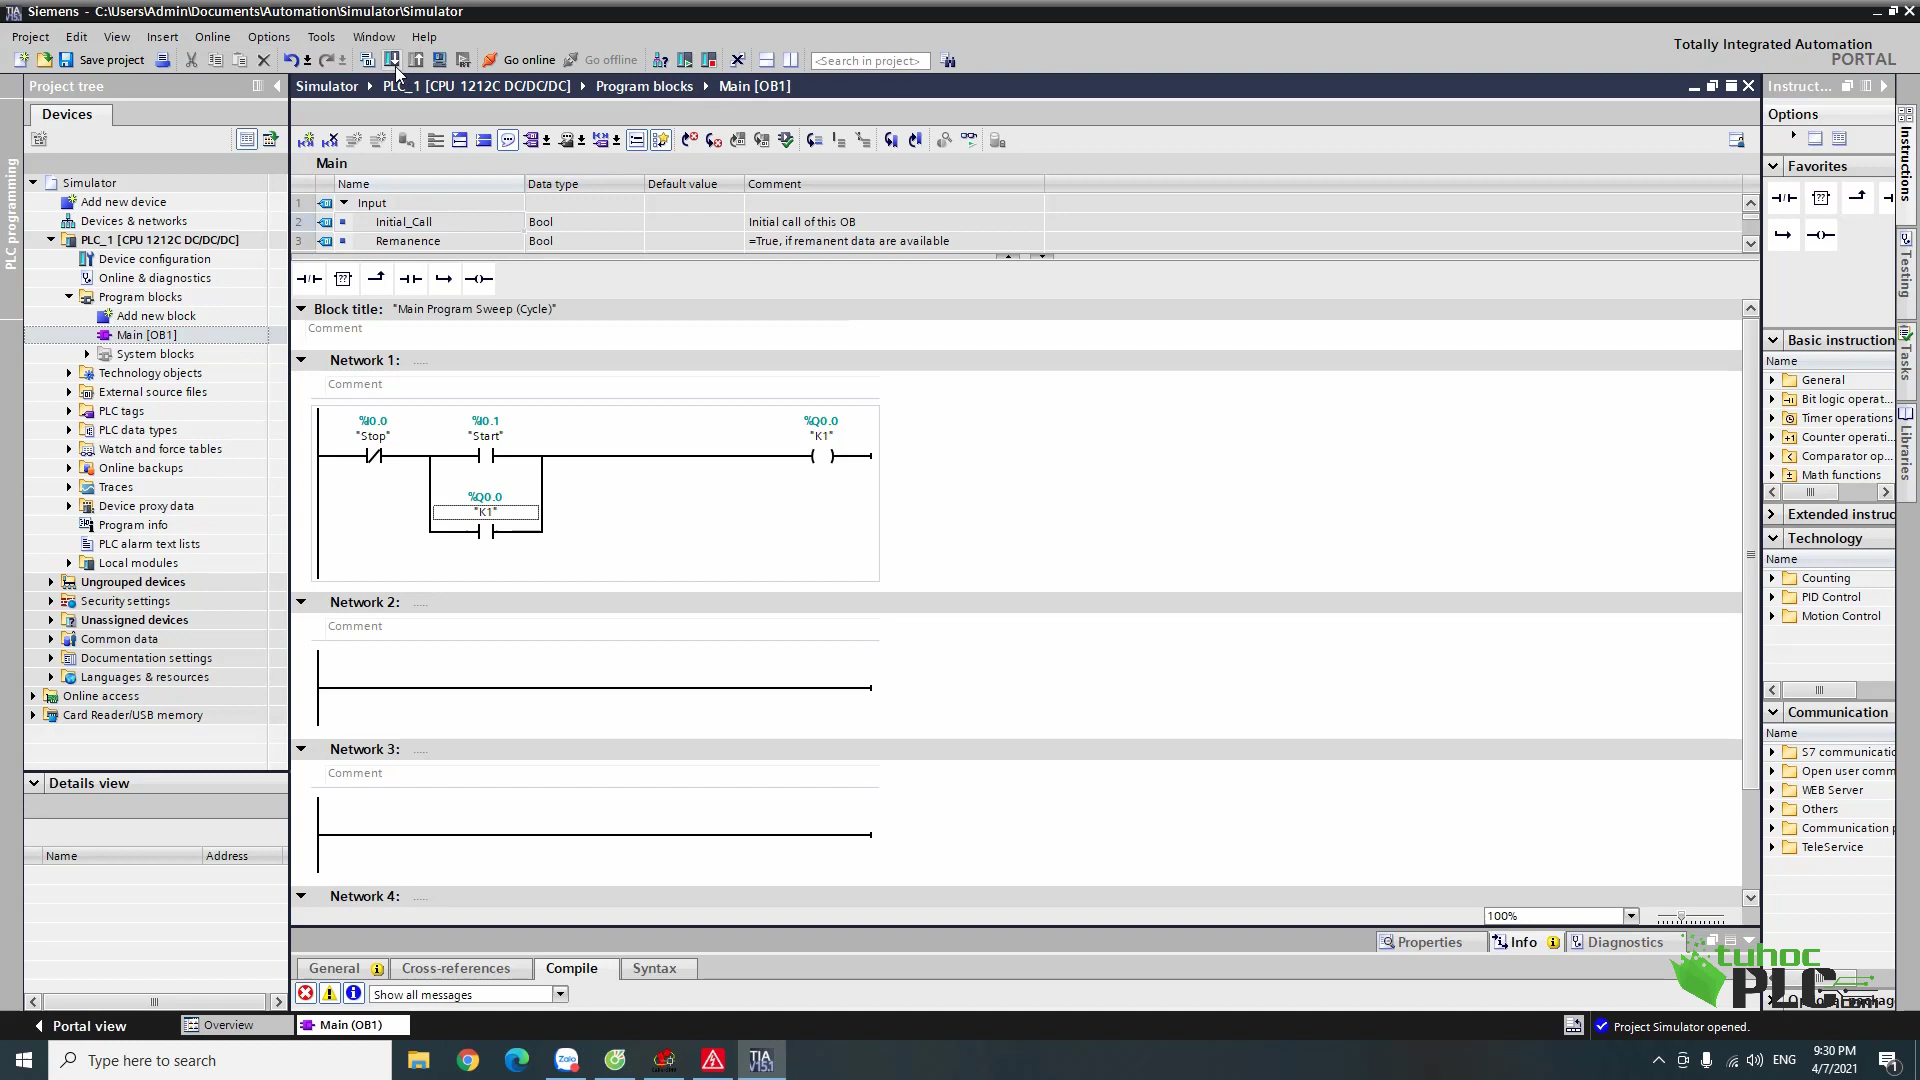 Siemens - C:\Users\Admin\Documents\Automation\Simulator\Simulator
Project Edit View Insert Online Options Tools Window Help
Totally Integrated Automation
PORTAL
Save project
Go online
Go offline
<Search in project>
Project tree
Simulator PLC_1 [CPU 1212C DC/DC/DC] Program blocks Main [OB1]
Instruct...
Devices
Options
PLC programming
Main
Name Data type Default value Comment
1 Input
2 Initial_Call Bool Initial call of this OB
3 Remanence Bool =True, if remanent data are available
Simulator
Add new device
Devices & networks
PLC_1 [CPU 1212C DC/DC/DC]
Device configuration
Online & diagnostics
Program blocks
Add new block
Main [OB1]
System blocks
Technology objects
External source files
PLC tags
PLC data types
Watch and force tables
Online backups
Traces
Device proxy data
Program info
PLC alarm text lists
Local modules
Ungrouped devices
Security settings
Unassigned devices
Common data
Documentation settings
Languages & resources
Online access
Card Reader/USB memory
Details view
Name Address
Block title: "Main Program Sweep (Cycle)"
Comment
Network 1: .....
Comment
%I0.0
"Stop"
%I0.1
"Start"
%Q0.0
"K1"
%Q0.0
"K1"
Network 2: .....
Comment
Network 3: .....
Comment
Network 4: .....
100%
Favorites
Basic instruction
Name
General
Bit logic operat...
Timer operations
Counter operati...
Comparator op...
Math functions
Extended instruc
Technology
Name
Counting
PID Control
Motion Control
Communication
Name
S7 communicatio
Open user comm
WEB Server
Others
Communication p
TeleService
Instructions
Testing
Tasks
Libraries
Properties Info Diagnostics
General Cross-references Compile Syntax
Show all messages
tuhoc
PLC
.com
Portal view Overview Main (OB1)
Project Simulator opened.
Type here to search
Zalo
TIA
V15.1
ENG
9:30 PM
4/7/2021
1